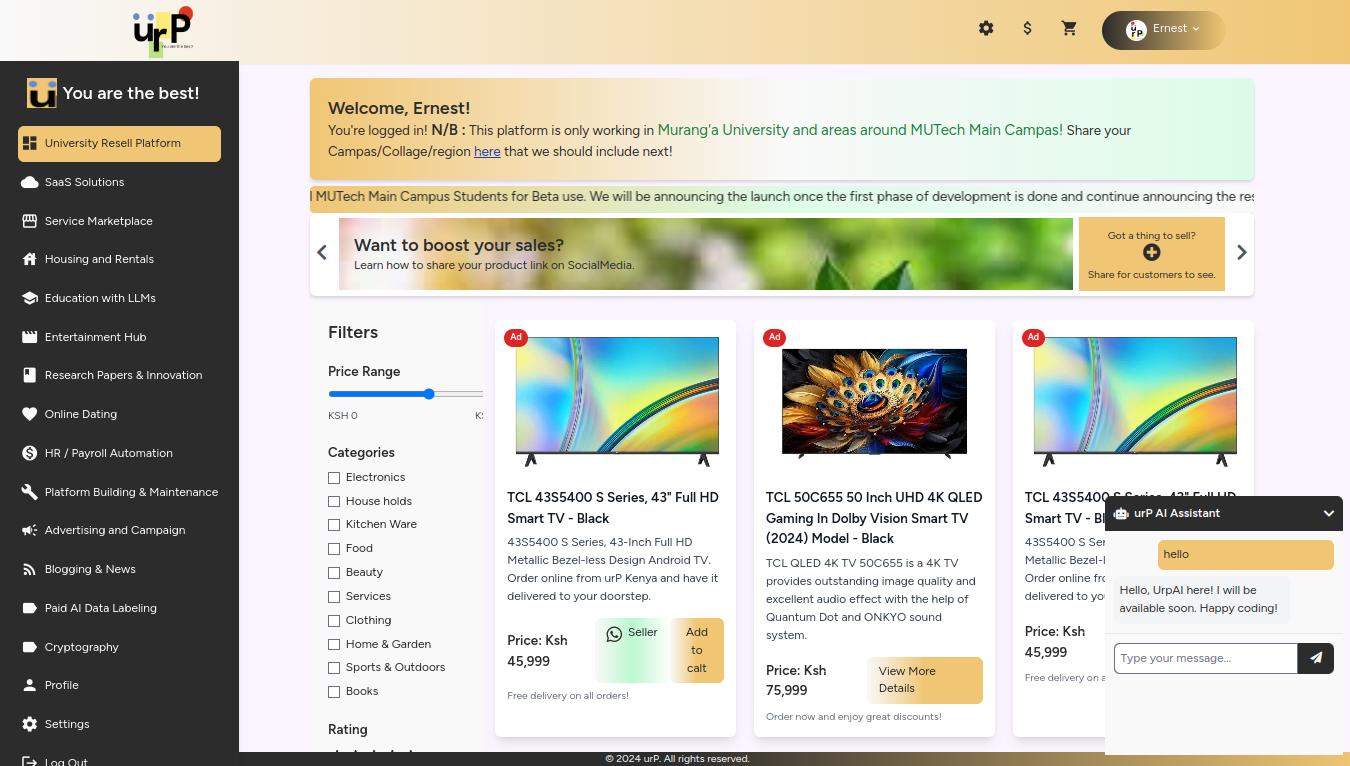 urP
You are the best!
Ernest
You are the best!
University Resell Platform
SaaS Solutions
Service Marketplace
Housing and Rentals
Education with LLMs
Entertainment Hub
Research Papers & Innovation
Online Dating
HR / Payroll Automation
Platform Building & Maintenance
Advertising and Campaign
Blogging & News
Paid AI Data Labeling
Cryptography
Profile
Settings
Log Out
Welcome, Ernest!
You're logged in! N/B : This platform is only working in Murang'a University and areas around MUTech Main Campas! Share your
Campas/Collage/region here that we should include next!
MUTech Main Campus Students for Beta use. We will be announcing the launch once the first phase of development is done and continue announcing the res
Want to boost your sales?
Learn how to share your product link on SocialMedia.
Got a thing to sell?
Share for customers to see.
Filters
Price Range
KSH 0
Categories
Electronics
House holds
Kitchen Ware
Food
Beauty
Services
Clothing
Home & Garden
Sports & Outdoors
Books
Rating
Ad
TCL 43S5400 S Series, 43" Full HD
Smart TV - Black
43S5400 S Series, 43-Inch Full HD
Metallic Bezel-less Design Android TV.
Order online from urP Kenya and have it
delivered to your doorstep.
Price: Ksh
45,999
Seller
Add
to
calt
Free delivery on all orders!
Ad
TCL 50C655 50 Inch UHD 4K QLED
Gaming In Dolby Vision Smart TV
(2024) Model - Black
TCL QLED 4K TV 50C655 is a 4K TV
provides outstanding image quality and
excellent audio effect with the help of
Quantum Dot and ONKYO sound
system.
Price: Ksh
75,999
View More
Details
Order now and enjoy great discounts!
Ad
TCL 43S5400 S Series, 43" Full HD
Smart TV - Bl
43S5400 S Ser
Metallic Bezel-
Order online fro
delivered to you
Price: Ksh
45,999
Free delivery on a
urP AI Assistant
hello
Hello, UrpAI here! I will be
available soon. Happy coding!
Type your message...
© 2024 urP. All rights reserved.